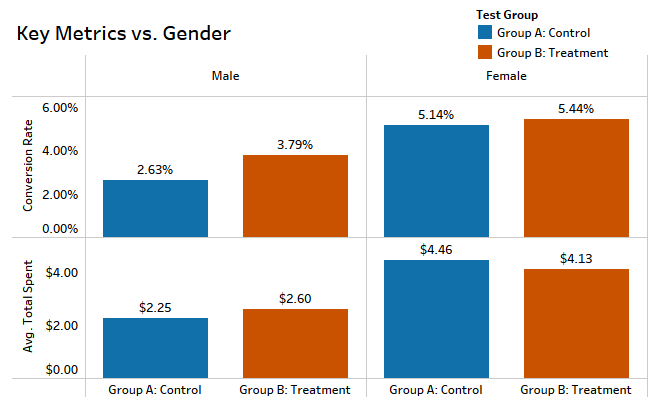 Test Group
Key Metrics vs. Gender
Group A: Control
Group B: Treatment
Male
Female
6.00%
4.00%
2.00%
0.00%
Conversion Rate
2.63%
3.79%
5.14%
5.44%
$4.00
$2.00
$0.00
Avg. Total Spent
$2.25
$2.60
$4.46
$4.13
Group A: Control
Group B: Treatment
Group A: Control
Group B: Treatment